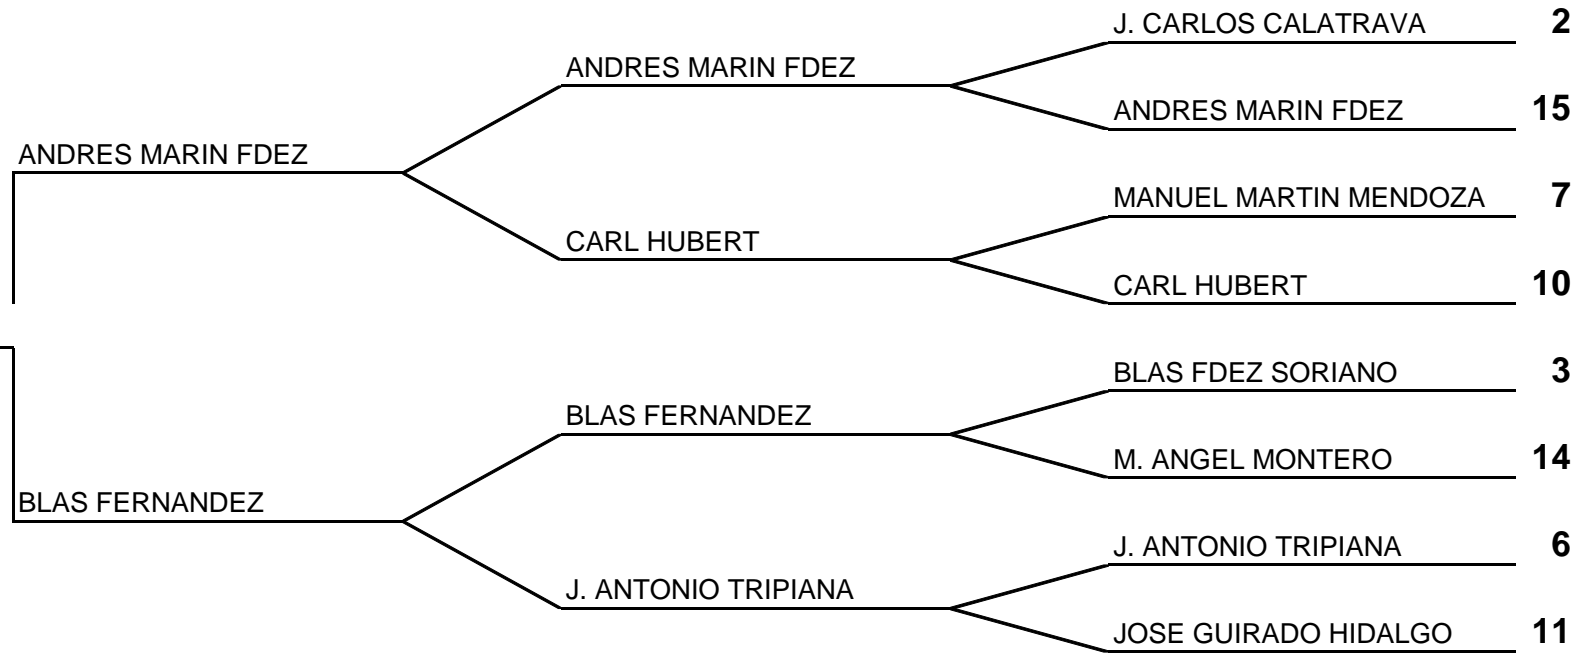 J. CARLOS CALATRAVA 2
ANDRES MARIN FDEZ
ANDRES MARIN FDEZ 15
ANDRES MARIN FDEZ
MANUEL MARTIN MENDOZA 7
CARL HUBERT
CARL HUBERT 10
BLAS FDEZ SORIANO 3
BLAS FERNANDEZ
M. ANGEL MONTERO 14
BLAS FERNANDEZ
J. ANTONIO TRIPIANA 6
J. ANTONIO TRIPIANA
JOSE GUIRADO HIDALGO 11